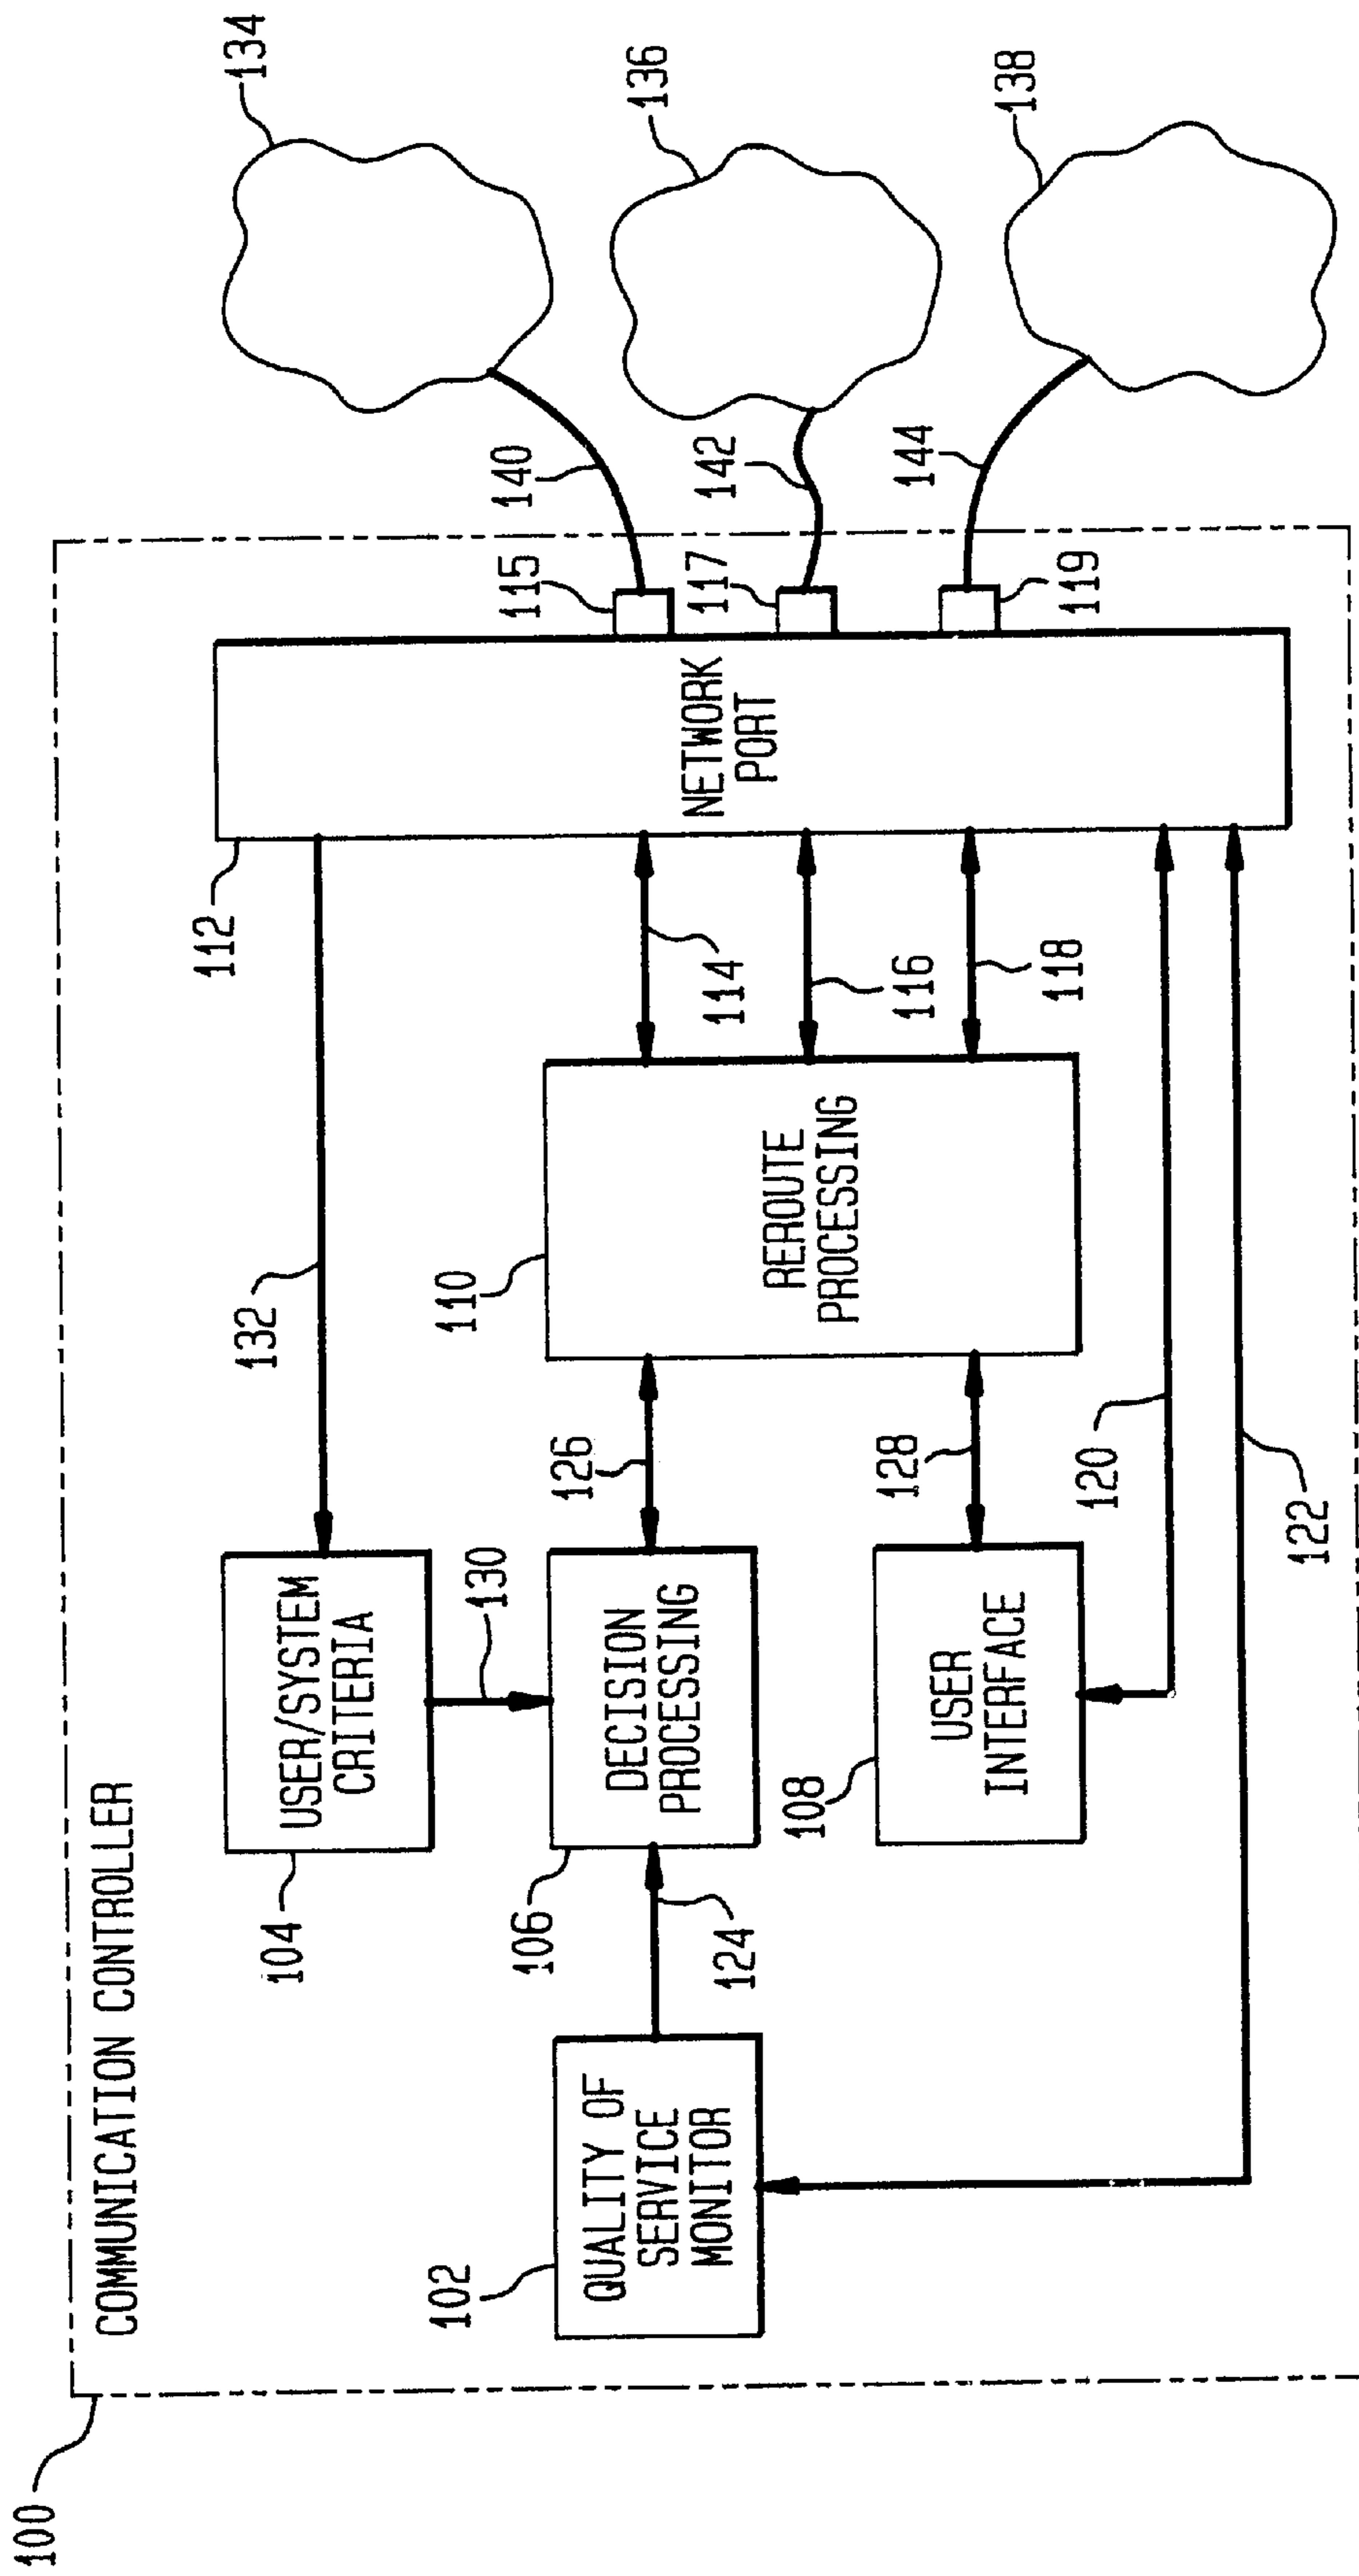 100
COMMUNICATION CONTROLLER
134
132
112
104
USER/SYSTEM
CRITERIA
130
140
115
136
102
QUALITY OF
SERVICE
MONITOR
124
106
DECISION
PROCESSING
126
110
REROUTE
PROCESSING
114
116
118
NETWORK
PORT
117
142
108
USER
INTERFACE
128
144
119
138
120
122